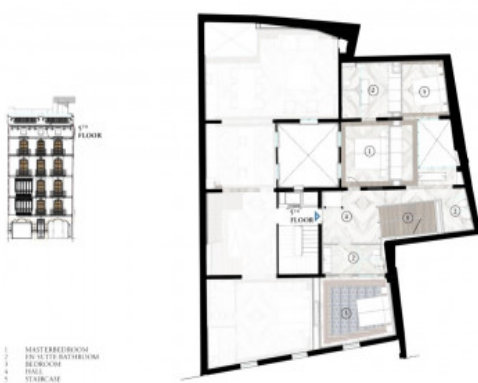 5TH
FLOOR
5TH
FLOOR
1 MASTERBEDROOM
2 EN SUITE BATHROOM
3 BEDROOM
4 HALL
5 STAIRCASE